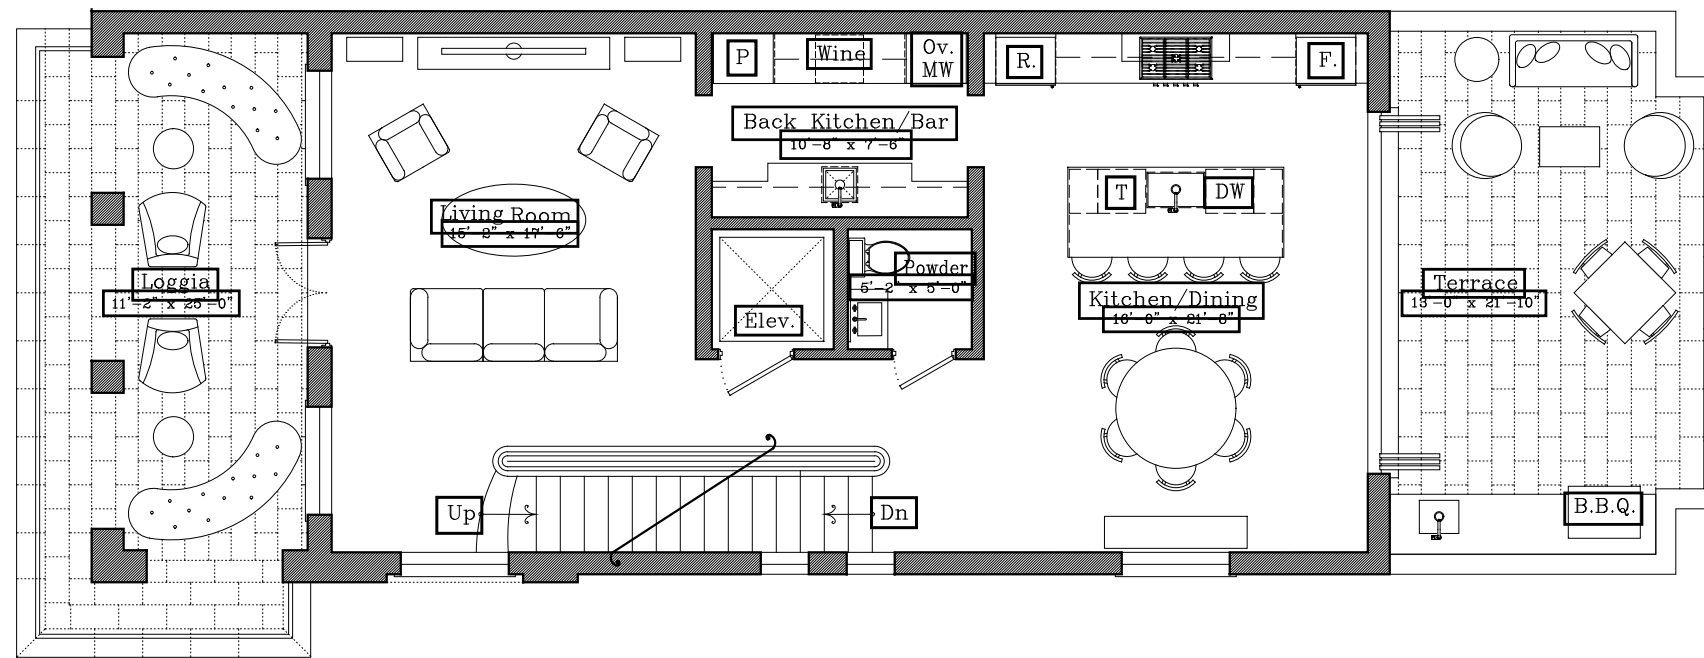 P
Wine
Ov.
MW
R.
F.
Back Kitchen/Bar
10'-8" x 7'-6"
T
DW
Living Room
15'-2" x 17'-6"
Loggia
11'-2" x 25'-0"
Powder
5'-2" x 5'-0"
Elev.
Kitchen/Dining
16'-0" x 21'-8"
Terrace
13'-0" x 21'-10"
Up
Dn
B.B.Q.